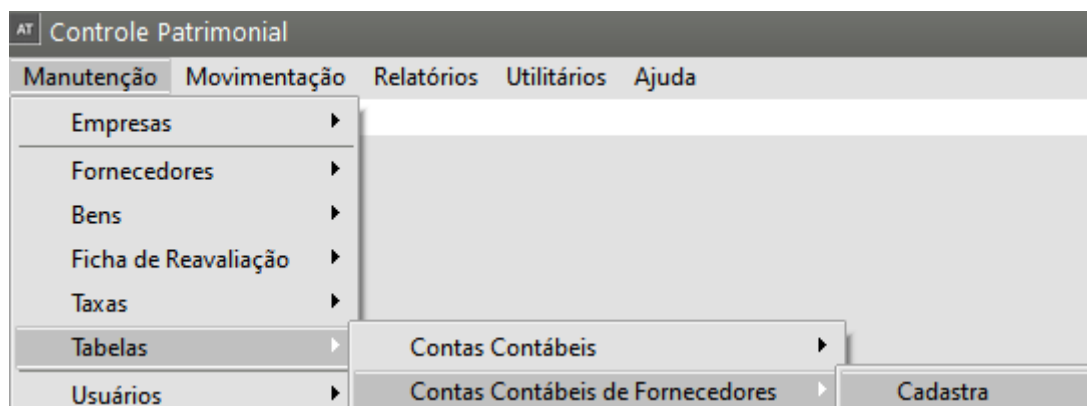 AT Controle Patrimonial
Manutenção Movimentação Relatórios Utilitários Ajuda
Empresas
Fornecedores
Bens
Ficha de Reavaliação
Taxas
Tabelas Contas Contábeis
Usuários Contas Contábeis de Fornecedores Cadastra